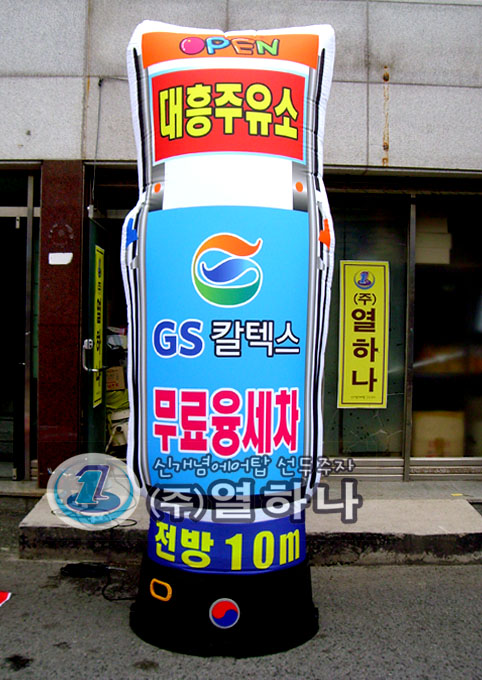 OPEN
대흥주유소
GS 칼텍스
무료융세차
신개념에어탑 선두주자
(주)열하나
전방 10m
(주)
열
하
나